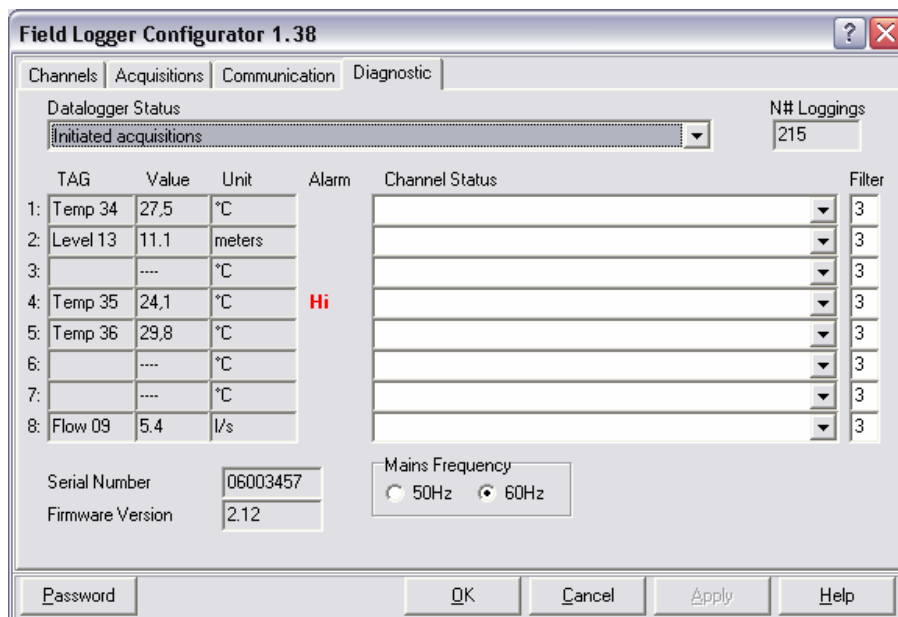 Field Logger Configurator 1.38
Channels Acquisitions Communication Diagnostic
Datalogger Status N# Loggings
Initiated acquisitions 215
TAG Value Unit Alarm Channel Status Filter
1: Temp 34 27,5 °C 3
2: Level 13 11.1 meters 3
3: ---- °C 3
4: Temp 35 24,1 °C Hi 3
5: Temp 36 29,8 °C 3
6: ---- °C 3
7: ---- °C 3
8: Flow 09 5.4 l/s 3
Serial Number 06003457
Mains Frequency
50Hz 60Hz
Firmware Version 2.12
Password OK Cancel Apply Help